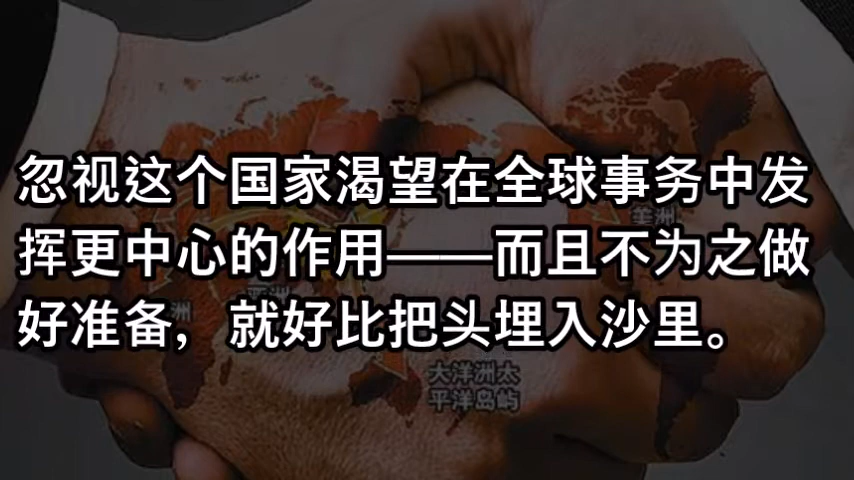 忽视这个国家渴望在全球事务中发
挥更中心的作用——而且不为之做
好准备，就好比把头埋入沙里。
大洋洲太
平洋岛屿